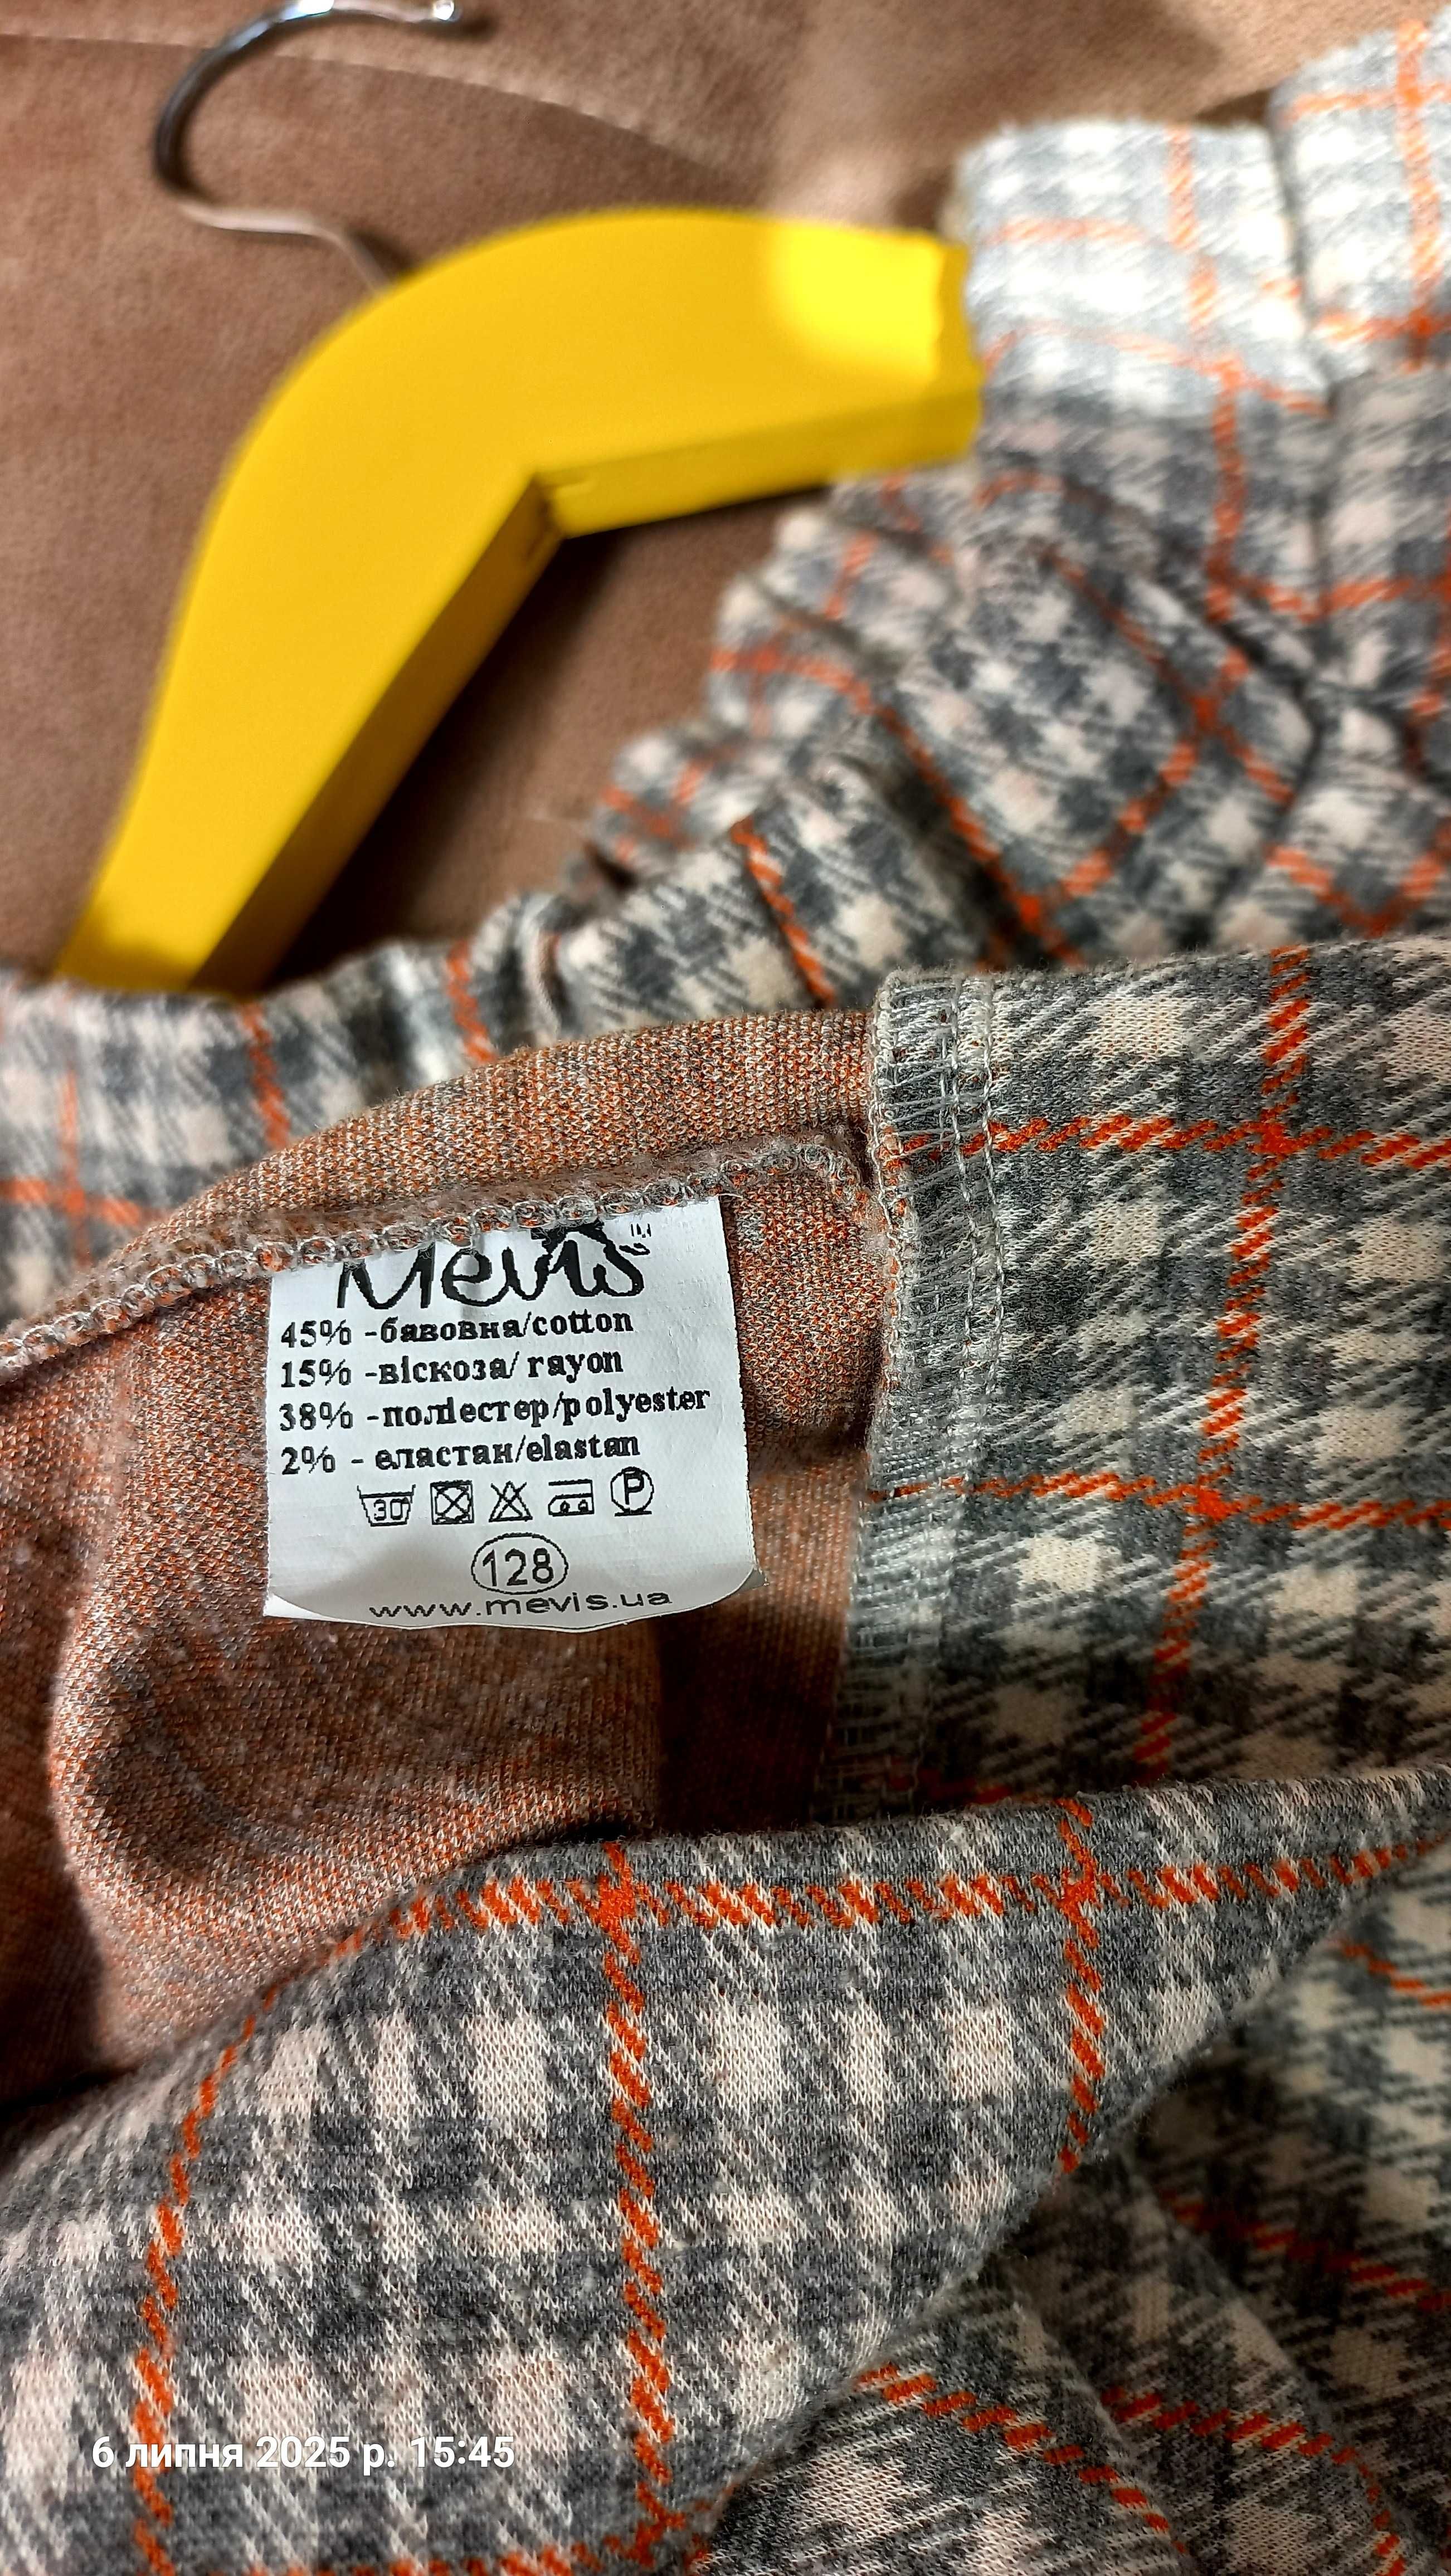 Mevis™
45% -бавовна/cotton
15% -віскоза/ rayon
38% -поліестер/polyester
2% - еластан/elastan
30 P
128
www.mevis.ua
6 липня 2025 р. 15:45